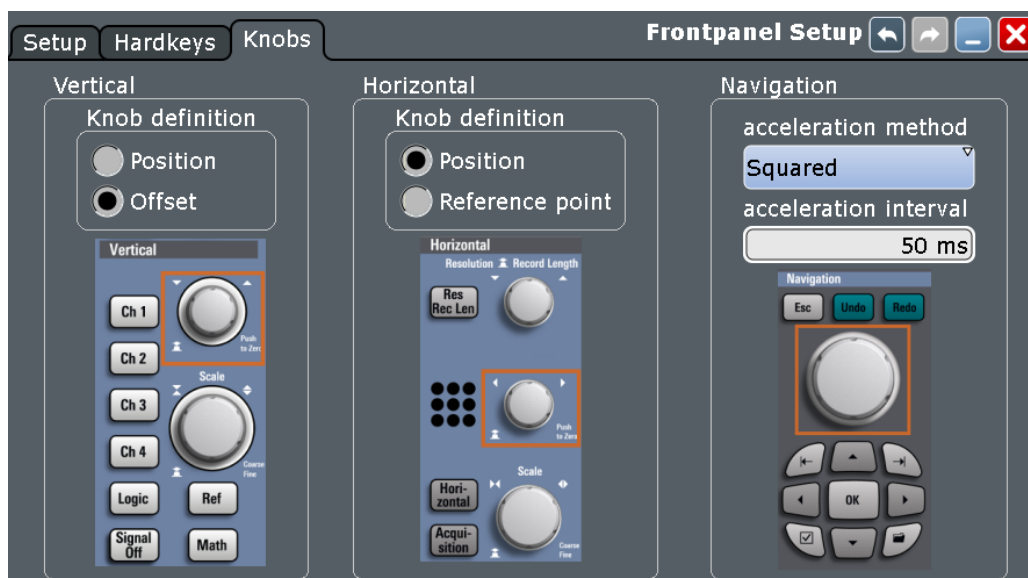 Setup Hardkeys Knobs Frontpanel Setup
Vertical
Knob definition
Position
Offset
Vertical
Ch 1
Ch 2
Ch 3
Ch 4
Logic
Signal Off
Push to Zero
Scale
Coarse Fine
Ref
Math
Horizontal
Knob definition
Position
Reference point
Horizontal
Resolution Record Length
Res
Rec Len
Push
to Zero
Scale
Hori-
zontal
Acqui-
sition
Coarse
Fine
Navigation
acceleration method
Squared
acceleration interval
50 ms
Navigation
Esc Undo Redo
OK